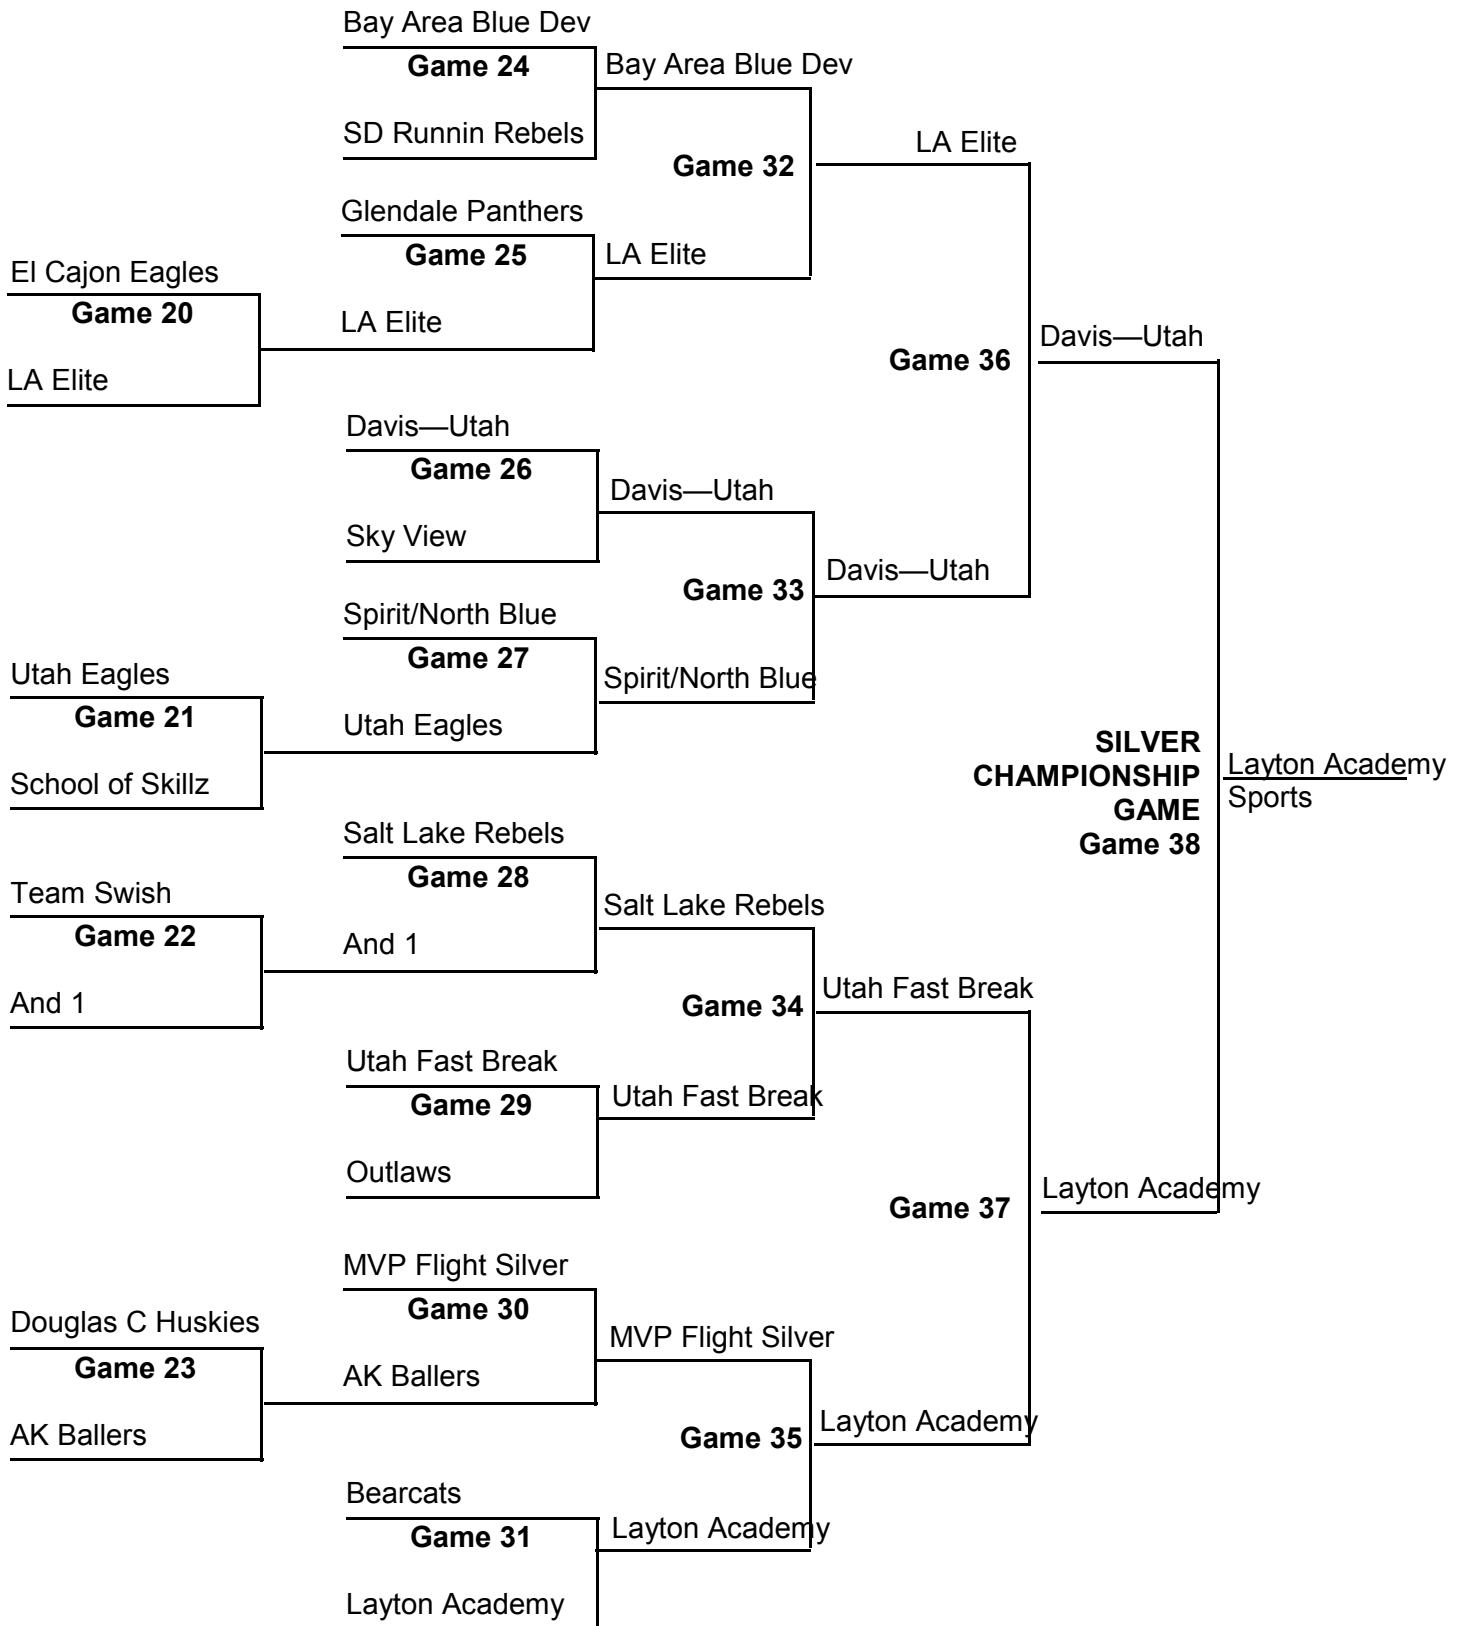 Bay Area Blue Dev
Game 24
Bay Area Blue Dev
SD Runnin Rebels
LA Elite
Game 32
Glendale Panthers
Game 25
LA Elite
El Cajon Eagles
Game 20
LA Elite
LA Elite
Davis—Utah
Game 36
Davis—Utah
Game 26
Davis—Utah
Sky View
Davis—Utah
Game 33
Spirit/North Blue
Game 27
Spirit/North Blue
Utah Eagles
Game 21
Utah Eagles
School of Skillz
SILVER
CHAMPIONSHIP
GAME
Game 38
Layton Academy
Sports
Salt Lake Rebels
Game 28
Salt Lake Rebels
Team Swish
Game 22
And 1
And 1
Utah Fast Break
Game 34
Utah Fast Break
Game 29
Utah Fast Break
Outlaws
Layton Academy
Game 37
MVP Flight Silver
Game 30
MVP Flight Silver
Douglas C Huskies
Game 23
AK Ballers
AK Ballers
Layton Academy
Game 35
Bearcats
Game 31
Layton Academy
Layton Academy